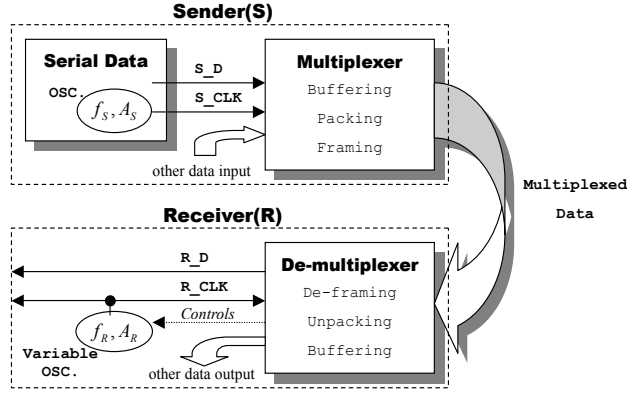 Sender(S)
Serial Data
OSC.
f_S, A_S
S_D
S_CLK
other data input
Multiplexer
Buffering
Packing
Framing
Multiplexed
Data
Receiver(R)
R_D
R_CLK
Controls
f_R, A_R
Variable
OSC.
other data output
De-multiplexer
De-framing
Unpacking
Buffering